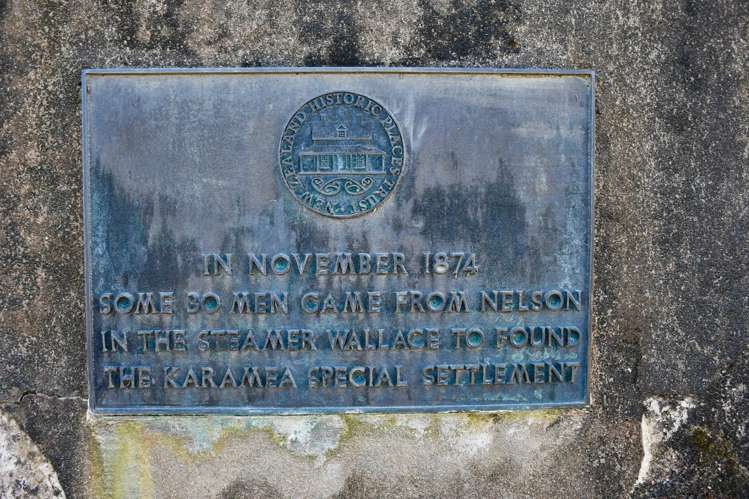 NEW ZEALAND HISTORIC PLACES TRUST
IN NOVEMBER 1874
SOME 30 MEN CAME FROM NELSON
IN THE STEAMER WALLACE TO FOUND
THE KARAMEA SPECIAL SETTLEMENT